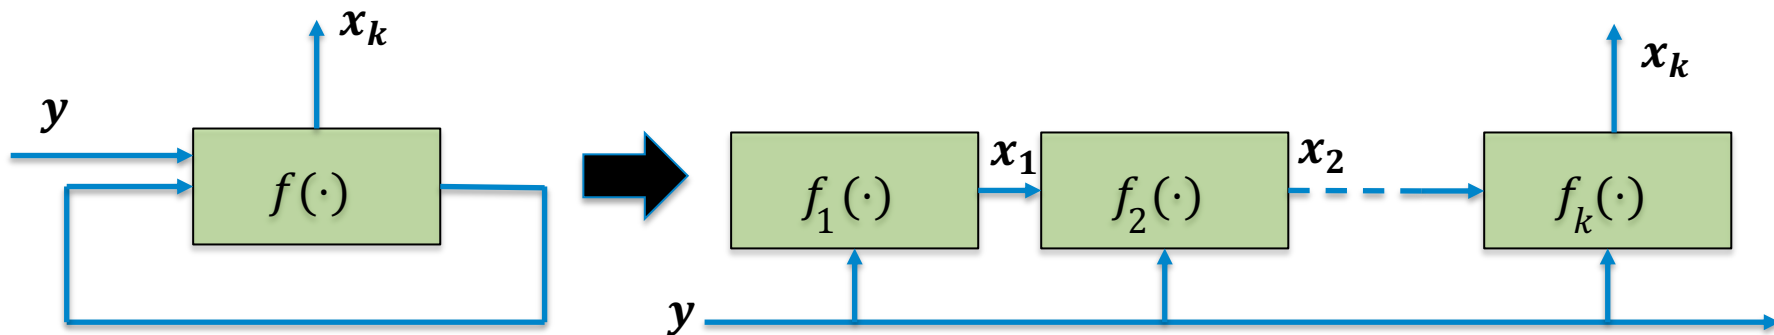 x_k
y
f(·)
x_1
x_2
x_k
f_1(·)
f_2(·)
f_k(·)
y